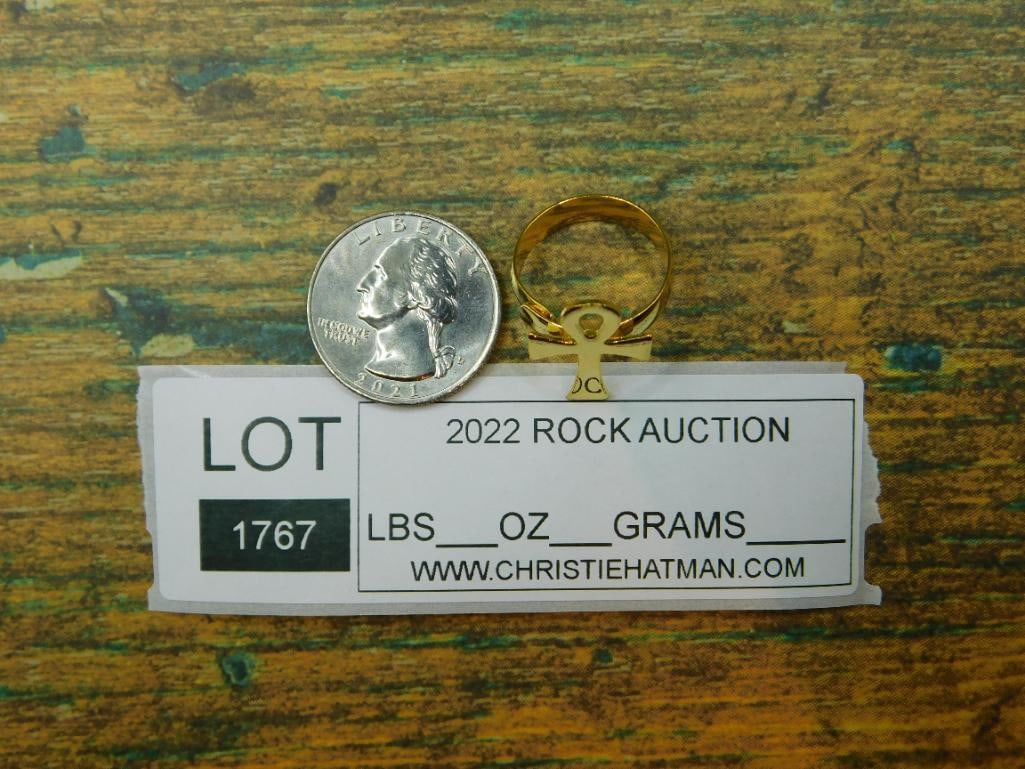 LIBERTY
IN GOD WE
TRUST
2021
LOT
1767
2022 ROCK AUCTION
LBS___OZ___GRAMS_____
WWW.CHRISTIEHATMAN.COM